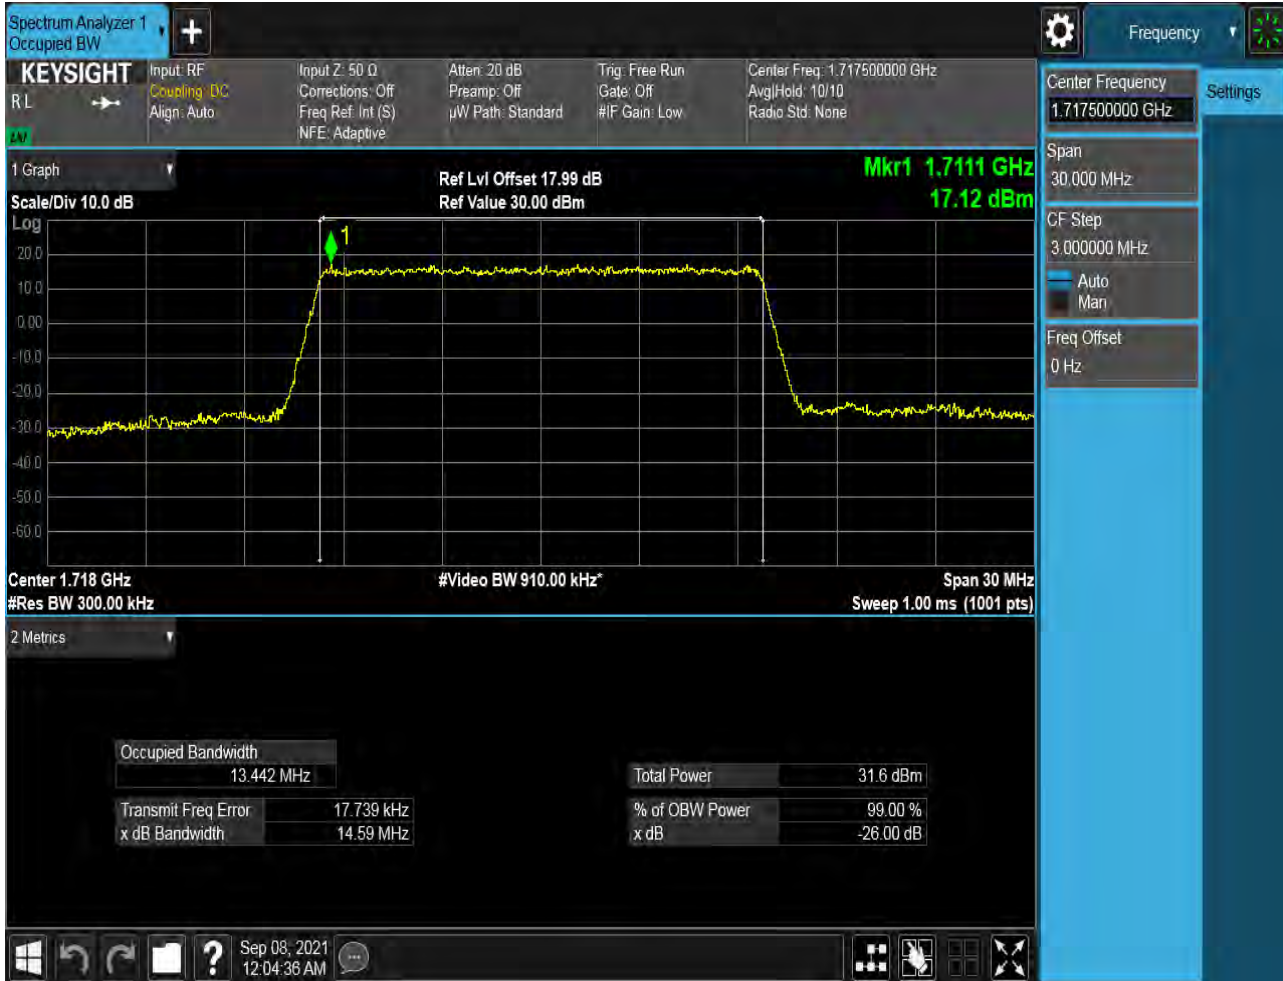 Spectrum Analyzer 1
Occupied BW
Frequency
KEYSIGHT
R L
LXI
Input: RF
Coupling: DC
Align: Auto
Input Z: 50 Ω
Corrections: Off
Freq Ref: Int (S)
NFE: Adaptive
Atten: 20 dB
Preamp: Off
µW Path: Standard
Trig: Free Run
Gate: Off
#IF Gain: Low
Center Freq: 1.717500000 GHz
Avg|Hold: 10/10
Radio Std: None
Center Frequency
1.717500000 GHz
Settings
Span
30.000 MHz
CF Step
3.000000 MHz
Auto
Man
Freq Offset
0 Hz
1 Graph
Scale/Div 10.0 dB
Ref Lvl Offset 17.99 dB
Ref Value 30.00 dBm
Mkr1 1.7111 GHz
17.12 dBm
Log
1
20.0
10.0
0.00
-10.0
-20.0
-30.0
-40.0
-50.0
-60.0
Center 1.718 GHz
#Video BW 910.00 kHz*
Span 30 MHz
#Res BW 300.00 kHz
Sweep 1.00 ms (1001 pts)
2 Metrics
Occupied Bandwidth
13.442 MHz
Transmit Freq Error 17.739 kHz
x dB Bandwidth 14.59 MHz
Total Power 31.6 dBm
% of OBW Power 99.00 %
x dB -26.00 dB
?
Sep 08, 2021
12:04:36 AM